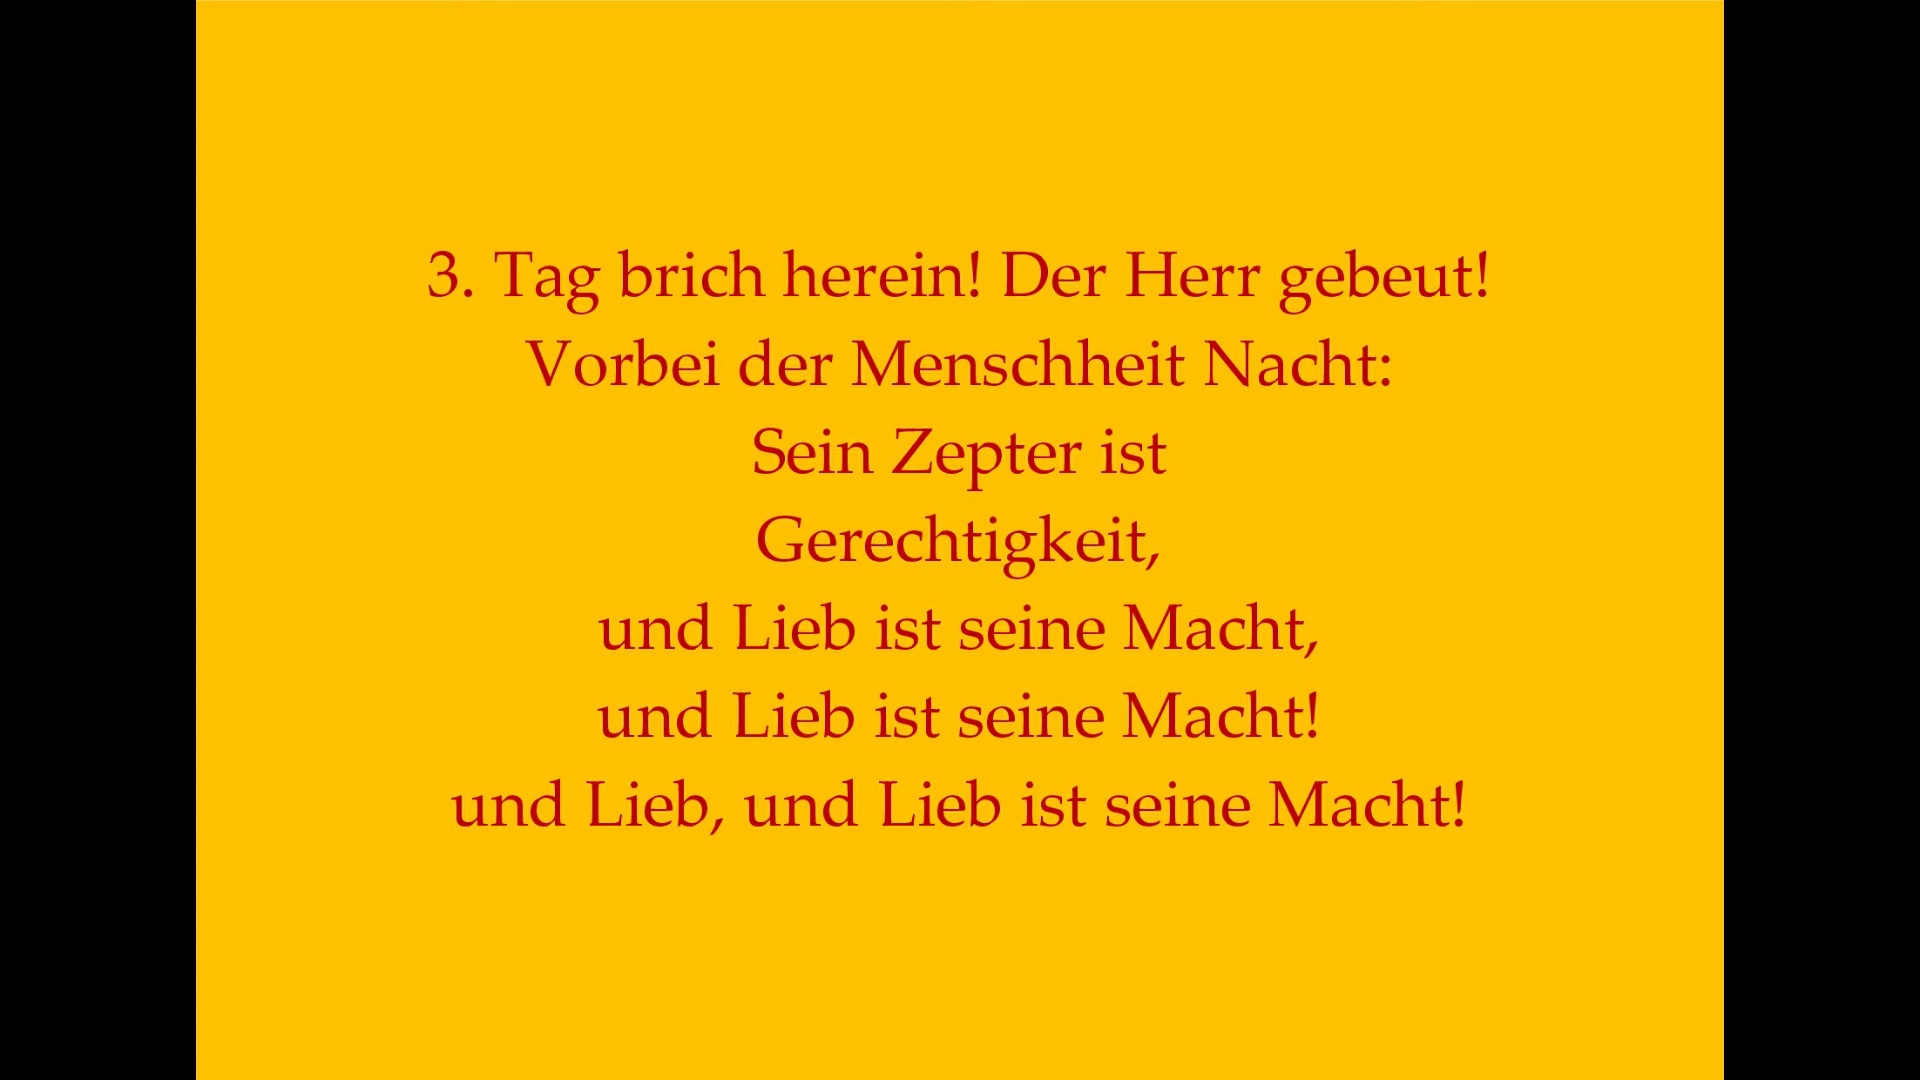 3. Tag brich herein! Der Herr gebeut!
Vorbei der Menschheit Nacht:
Sein Zepter ist
Gerechtigkeit,
und Lieb ist seine Macht,
und Lieb ist seine Macht!
und Lieb, und Lieb ist seine Macht!